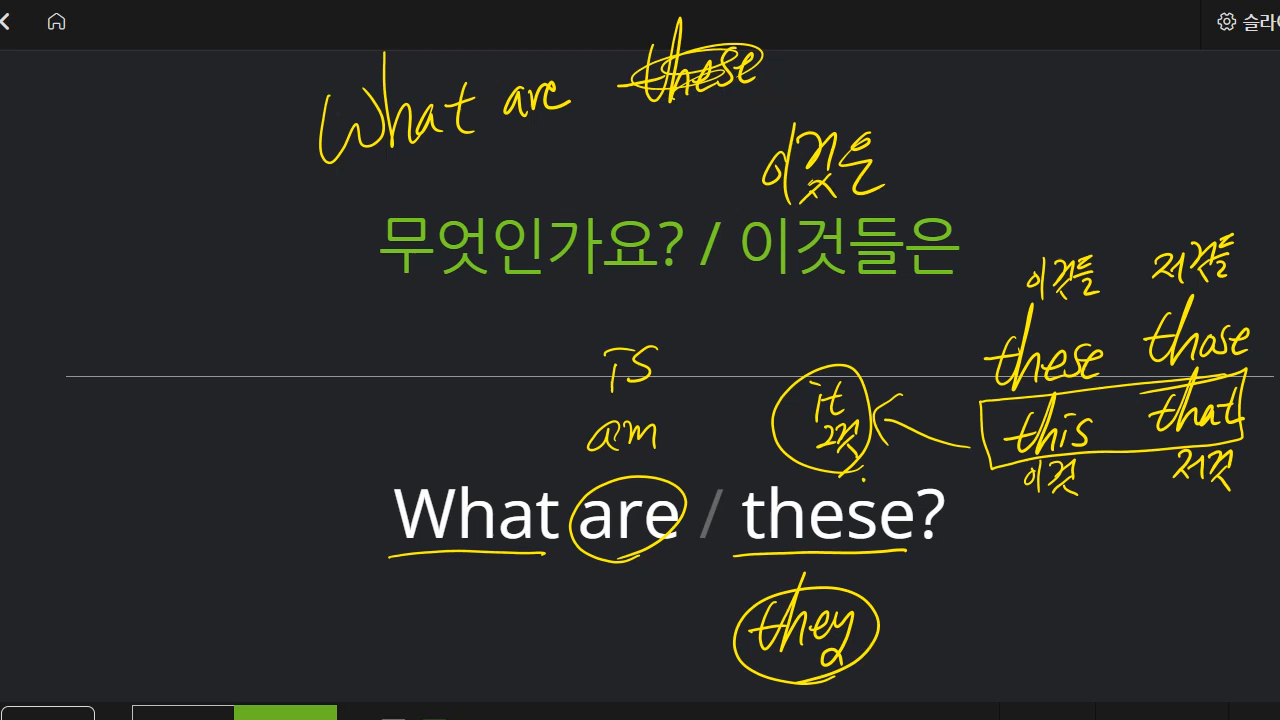 슬라
What are these
이것은
무엇인가요? / 이것들은
이것들 저것들
these those
is
it
this that
am
그것
이것 저것
What are / these?
they